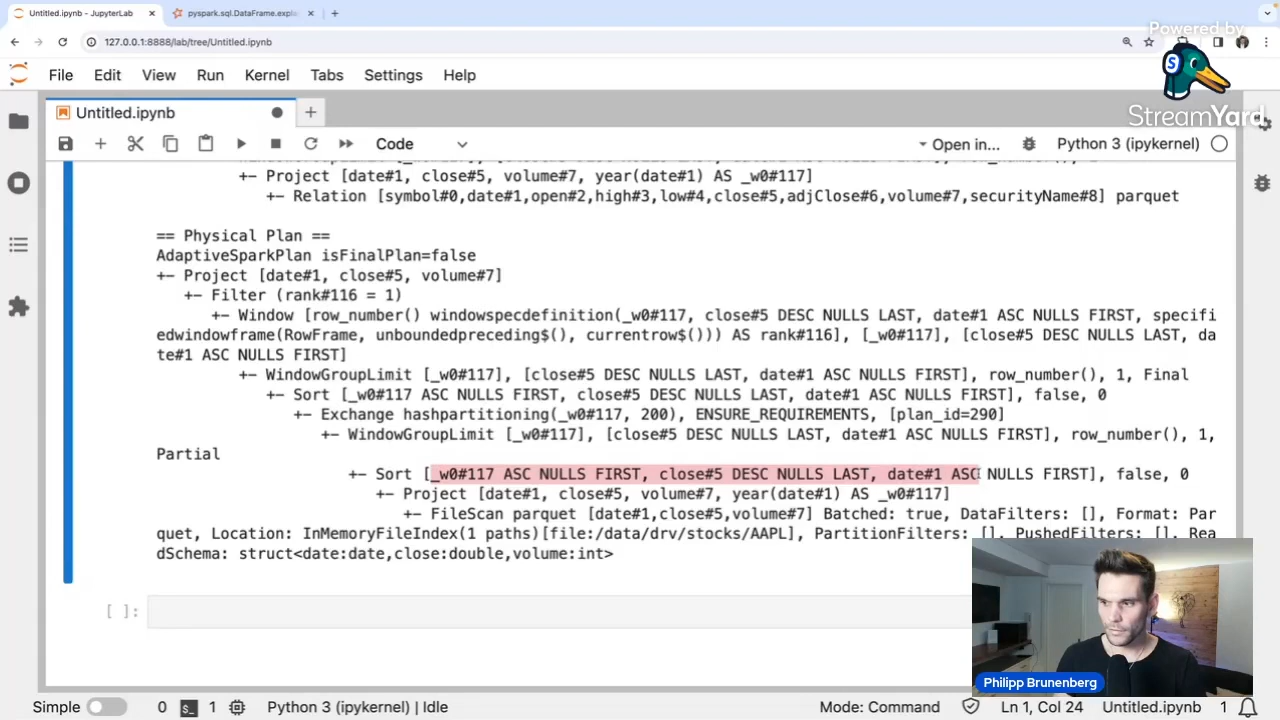 Untitled.ipynb - JupyterLab
pyspark.sql.DataFrame.expla
127.0.0.1:8888/lab/tree/Untitled.ipynb
Powered by
StreamYard
File Edit View Run Kernel Tabs Settings Help
Untitled.ipynb
Code
Open in...
Python 3 (ipykernel)
+- Project [date#1, close#5, volume#7, year(date#1) AS _w0#117]
+- Relation [symbol#0,date#1,open#2,high#3,low#4,close#5,adjClose#6,volume#7,securityName#8] parquet
== Physical Plan ==
AdaptiveSparkPlan isFinalPlan=false
+- Project [date#1, close#5, volume#7]
+- Filter (rank#116 = 1)
+- Window [row_number() windowspecdefinition(_w0#117, close#5 DESC NULLS LAST, date#1 ASC NULLS FIRST, specifi
edwindowframe(RowFrame, unboundedpreceding$(), currentrow$())) AS rank#116], [_w0#117], [close#5 DESC NULLS LAST, da
te#1 ASC NULLS FIRST]
+- WindowGroupLimit [_w0#117], [close#5 DESC NULLS LAST, date#1 ASC NULLS FIRST], row_number(), 1, Final
+- Sort [_w0#117 ASC NULLS FIRST, close#5 DESC NULLS LAST, date#1 ASC NULLS FIRST], false, 0
+- Exchange hashpartitioning(_w0#117, 200), ENSURE_REQUIREMENTS, [plan_id=290]
+- WindowGroupLimit [_w0#117], [close#5 DESC NULLS LAST, date#1 ASC NULLS FIRST], row_number(), 1,
Partial
+- Sort [_w0#117 ASC NULLS FIRST, close#5 DESC NULLS LAST, date#1 ASC NULLS FIRST], false, 0
+- Project [date#1, close#5, volume#7, year(date#1) AS _w0#117]
+- FileScan parquet [date#1,close#5,volume#7] Batched: true, DataFilters: [], Format: Par
quet, Location: InMemoryFileIndex(1 paths)[file:/data/drv/stocks/AAPL], PartitionFilters: [], PushedFilters: [], Rea
dSchema: struct<date:date,close:double,volume:int>
[ ]:
Philipp Brunenberg
Simple 0 1 Python 3 (ipykernel) | Idle Mode: Command Ln 1, Col 24 Untitled.ipynb 1